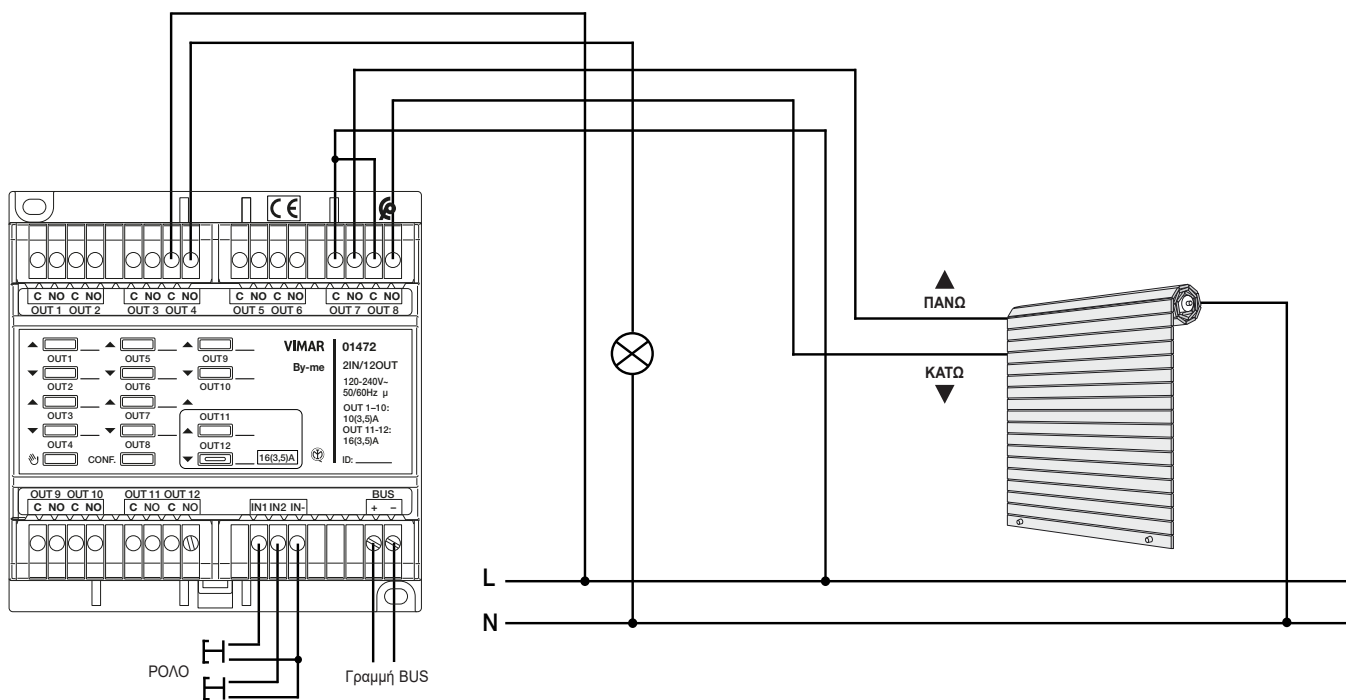 CE
C NO C NO
OUT 1 OUT 2
C NO C NO
OUT 3 OUT 4
C NO C NO
OUT 5 OUT 6
C NO C NO
OUT 7 OUT 8
OUT1
OUT5
OUT9
OUT2
OUT6
OUT10
OUT3
OUT7
OUT11
OUT4
OUT8
OUT12
CONF.
16(3,5)A
VIMAR
By-me
01472
2IN/12OUT
120-240V~
50/60Hz µ
OUT 1–10:
10(3,5)A
OUT 11-12:
16(3,5)A
ID:
OUT 9 OUT 10
C NO C NO
OUT 11 OUT 12
C NO C NO
IN1 IN2 IN-
BUS
+ −
ΡΟΛΟ
Γραμμή BUS
ΠΑΝΩ
ΚΑΤΩ
L
N